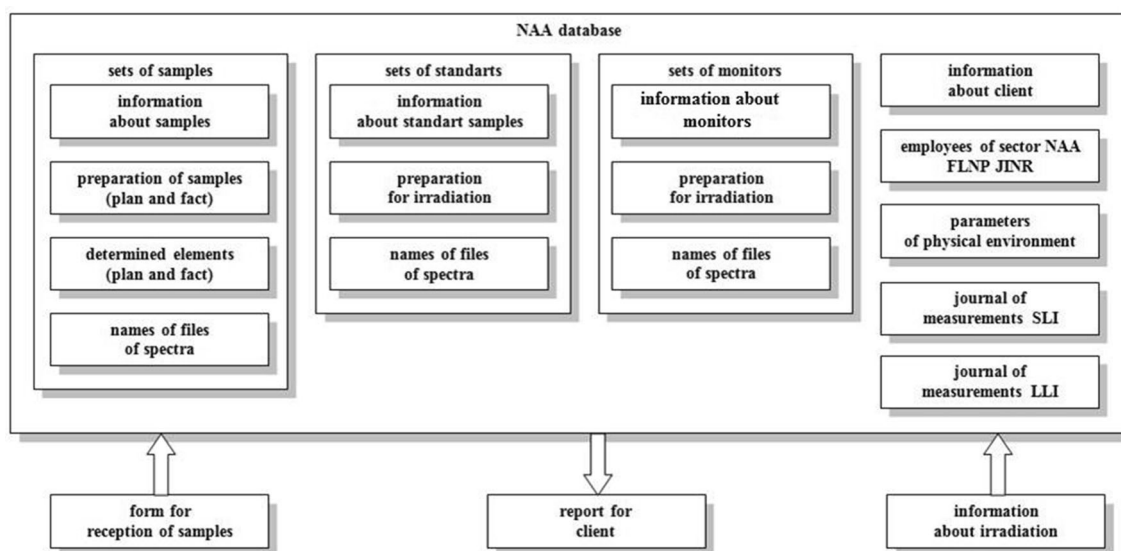 NAA database
sets of samples
information
about samples
preparation of samples
(plan and fact)
determined elements
(plan and fact)
names of files
of spectra
sets of standarts
information
about standart samples
preparation
for irradiation
names of files
of spectra
sets of monitors
information about
monitors
preparation
for irradiation
names of files
of spectra
information
about client
employees of sector NAA
FLNP JINR
parameters
of physical environment
journal of
measurements SLI
journal of
measurements LLI
form for
reception of samples
report for
client
information
about irradiation